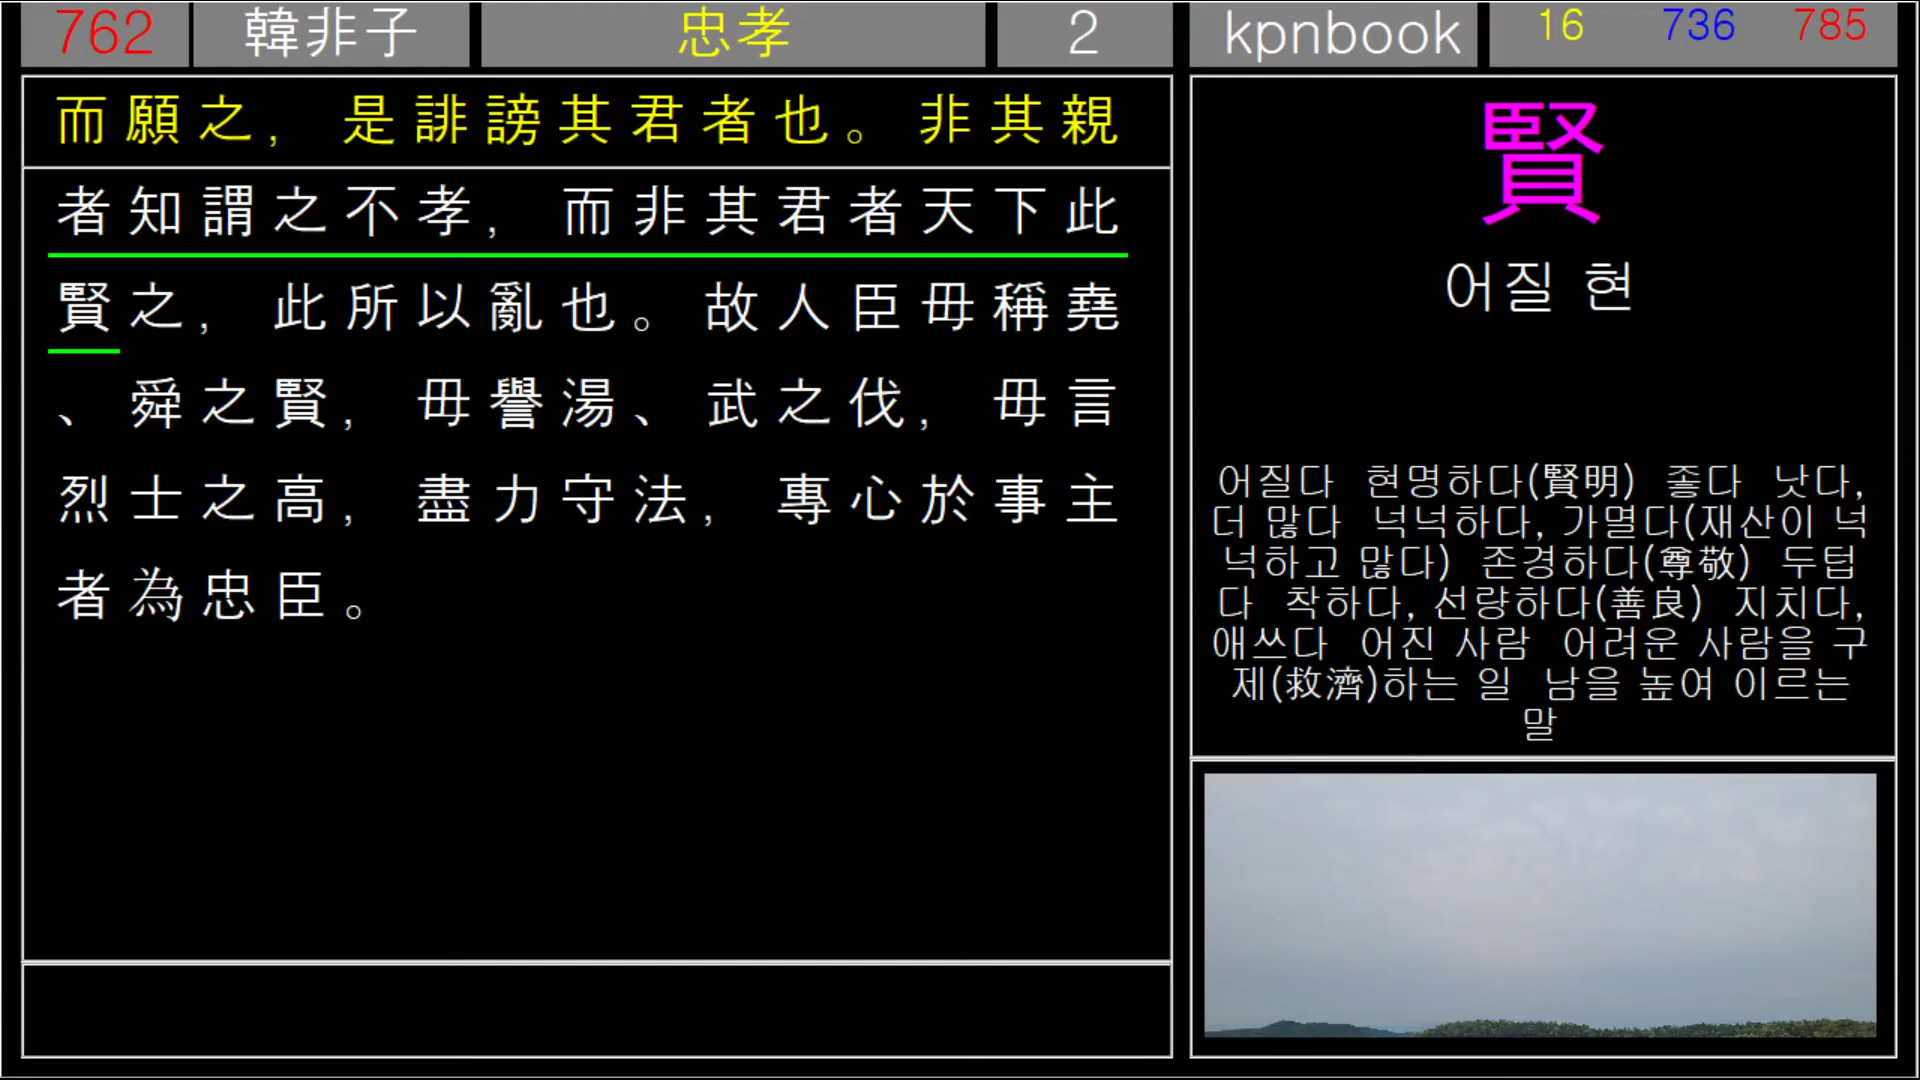 762 韓非子 忠孝 2 kpnbook 16 736 785
而願之, 是誹謗其君者也。非其親
者知謂之不孝, 而非其君者天下此
賢之, 此所以亂也。故人臣毋稱堯
、舜之賢, 毋譽湯、武之伐, 毋言
烈士之高, 盡力守法, 專心於事主
者為忠臣。
賢
어질 현
어질다 현명하다(賢明) 좋다 낫다,
더 많다 넉넉하다, 가멸다(재산이 넉
넉하고 많다) 존경하다(尊敬) 두텁
다 착하다, 선량하다(善良) 지치다,
애쓰다 어진 사람 어려운 사람을 구
제(救濟)하는 일 남을 높여 이르는
말